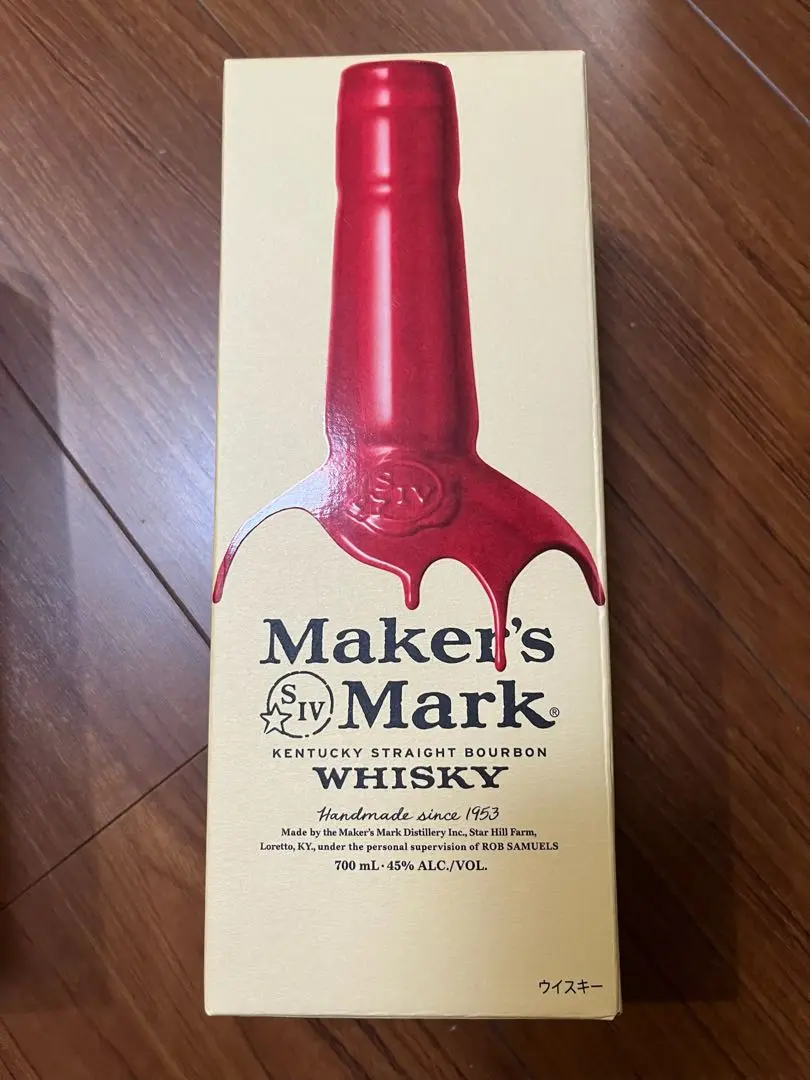 S IV
Maker's
S IV
Mark®
KENTUCKY STRAIGHT BOURBON
WHISKY
Handmade since 1953
Made by the Maker's Mark Distillery Inc., Star Hill Farm,
Loretto, KY., under the personal supervision of ROB SAMUELS
700 mL·45% ALC./VOL.
ウイスキー